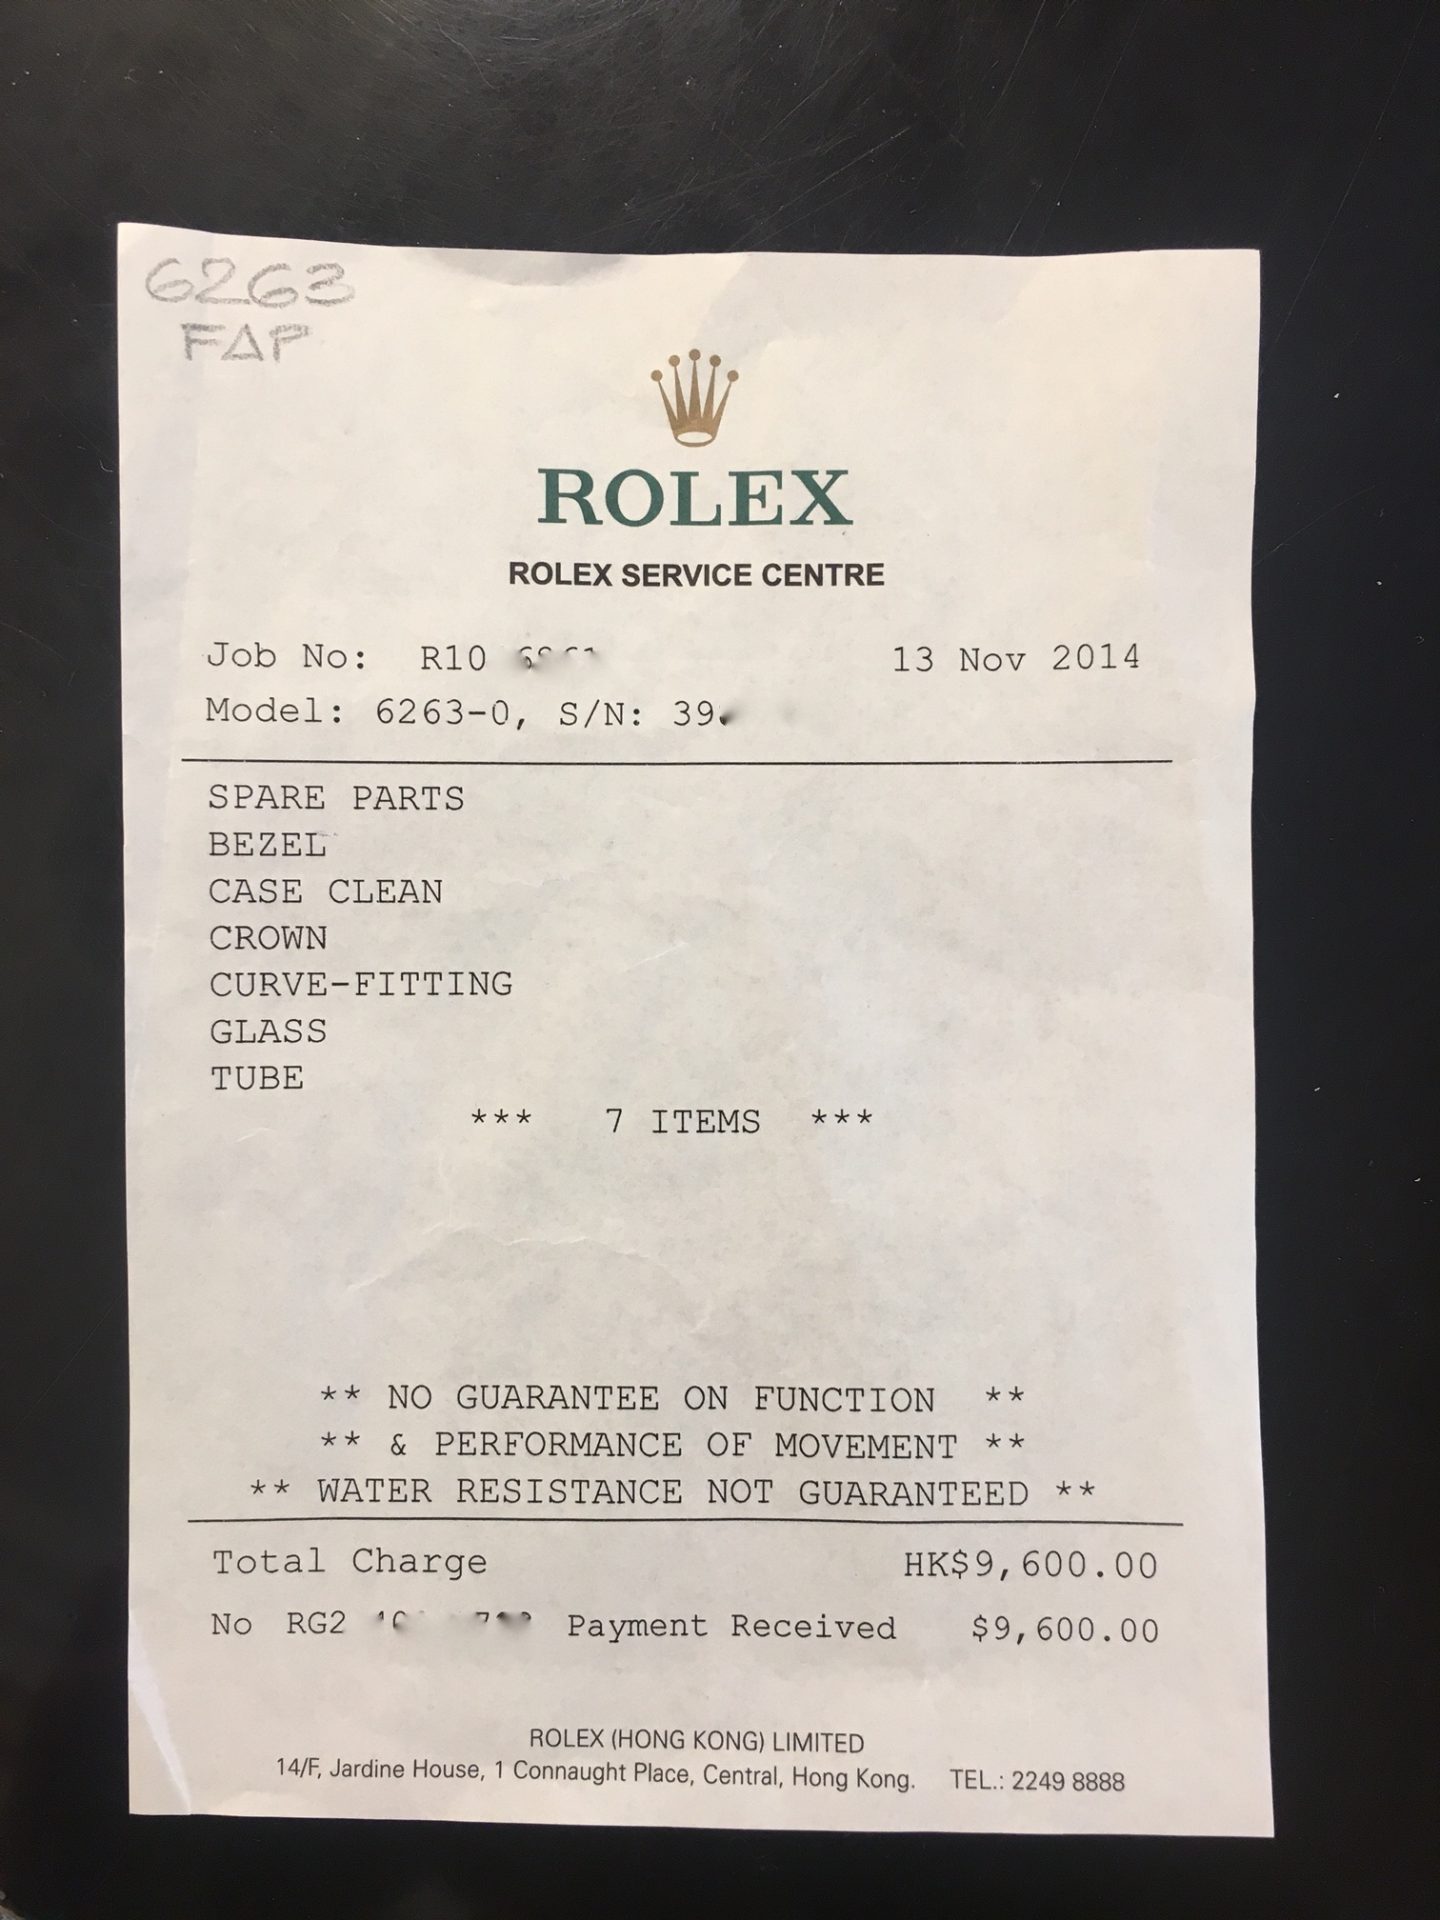 6263
FAP
ROLEX
ROLEX SERVICE CENTRE
Job No: R10
13 Nov 2014
Model: 6263-0, S/N: 39
SPARE PARTS
BEZEL
CASE CLEAN
CROWN
CURVE-FITTING
GLASS
TUBE
*** 7 ITEMS ***
** NO GUARANTEE ON FUNCTION **
** & PERFORMANCE OF MOVEMENT **
** WATER RESISTANCE NOT GUARANTEED **
Total Charge HK$9,600.00
No RG2 Payment Received $9,600.00
ROLEX (HONG KONG) LIMITED
14/F, Jardine House, 1 Connaught Place, Central, Hong Kong. TEL.: 2249 8888